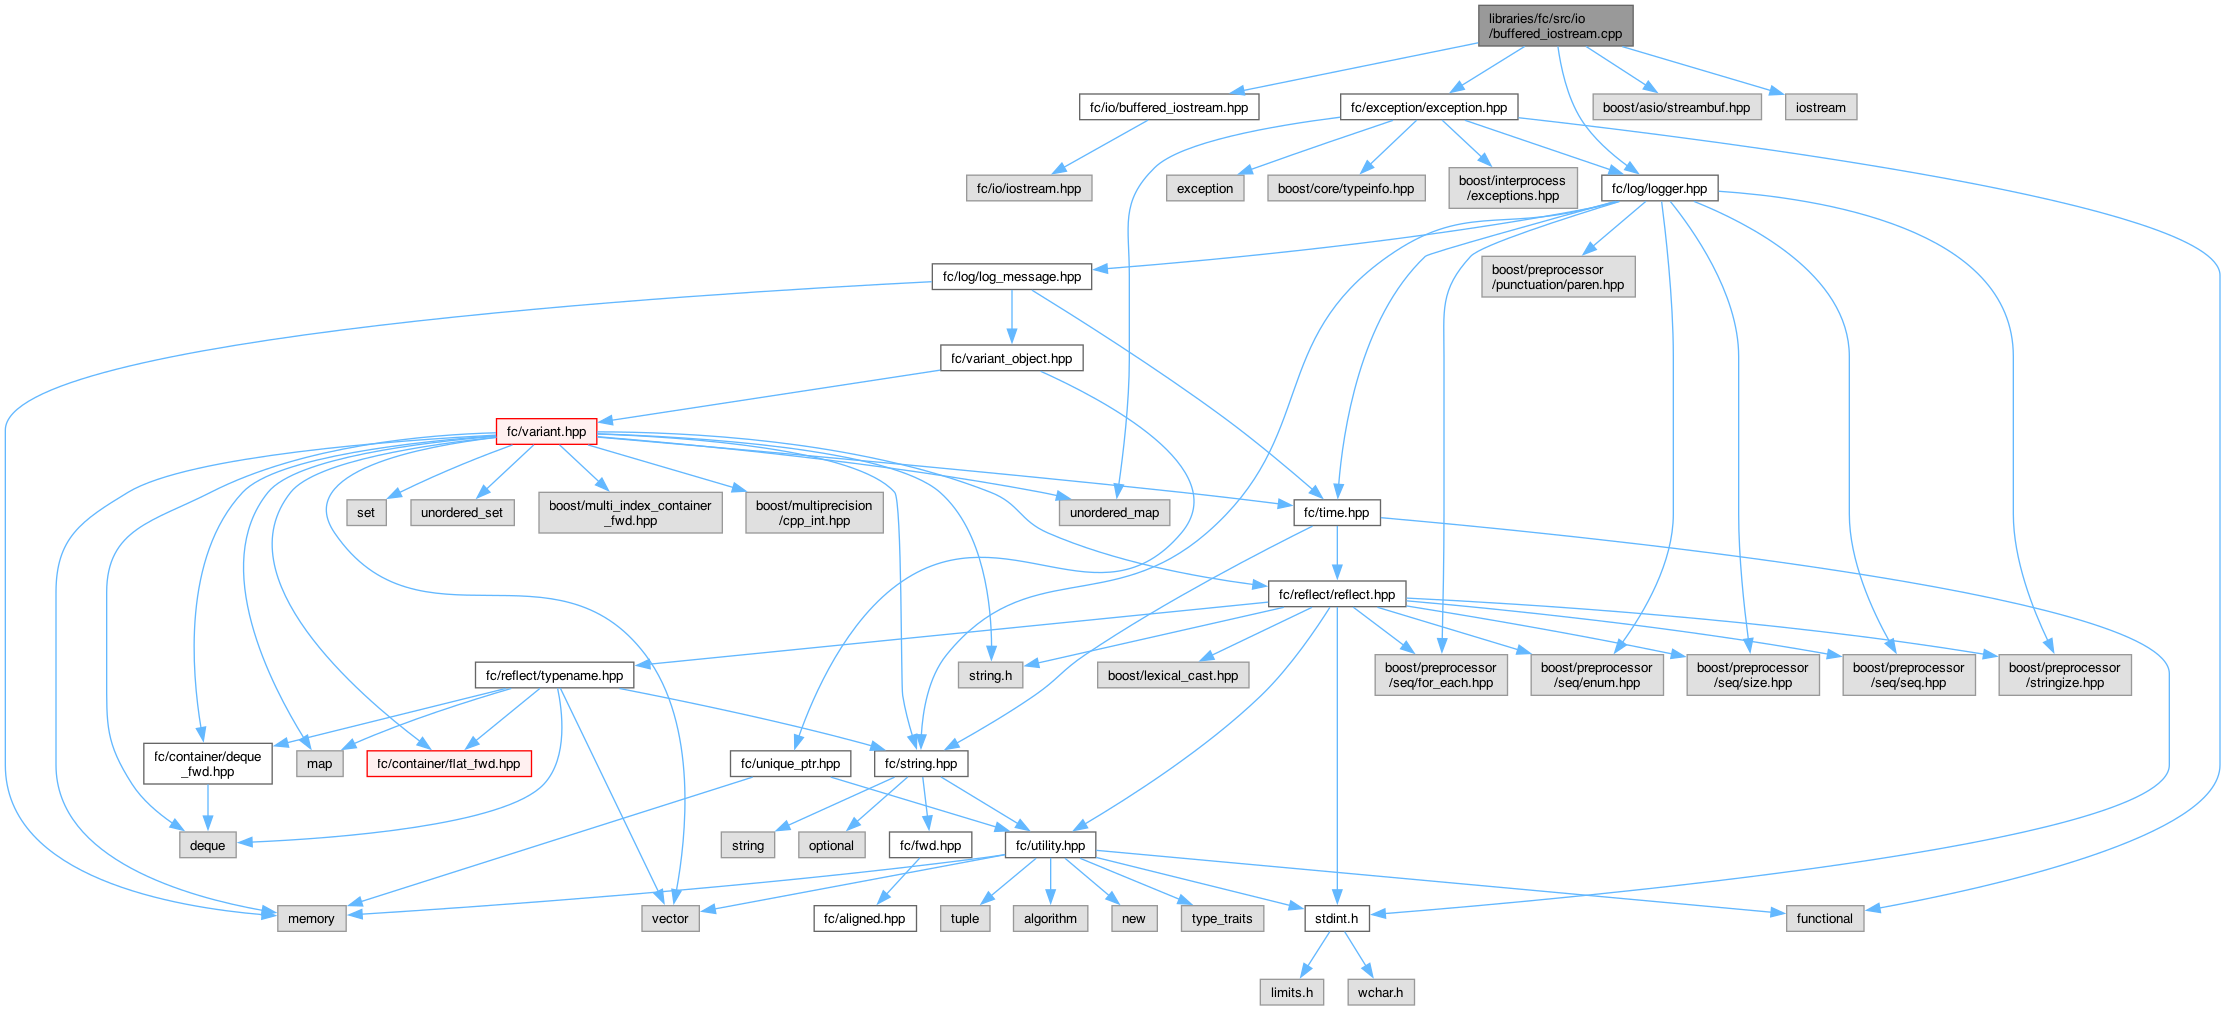 libraries/fc/src/io
/buffered_iostream.cpp
fc/io/buffered_iostream.hpp
fc/exception/exception.hpp
boost/asio/streambuf.hpp
iostream
fc/io/iostream.hpp
exception
boost/core/typeinfo.hpp
boost/interprocess
/exceptions.hpp
fc/log/logger.hpp
fc/log/log_message.hpp
boost/preprocessor
/punctuation/paren.hpp
fc/variant_object.hpp
fc/variant.hpp
set
unordered_set
boost/multi_index_container
_fwd.hpp
boost/multiprecision
/cpp_int.hpp
unordered_map
fc/time.hpp
fc/reflect/reflect.hpp
fc/reflect/typename.hpp
string.h
boost/lexical_cast.hpp
boost/preprocessor
/seq/for_each.hpp
boost/preprocessor
/seq/enum.hpp
boost/preprocessor
/seq/size.hpp
boost/preprocessor
/seq/seq.hpp
boost/preprocessor
/stringize.hpp
fc/container/deque
_fwd.hpp
map
fc/container/flat_fwd.hpp
fc/unique_ptr.hpp
fc/string.hpp
deque
string
optional
fc/fwd.hpp
fc/utility.hpp
memory
vector
fc/aligned.hpp
tuple
algorithm
new
type_traits
stdint.h
functional
limits.h
wchar.h